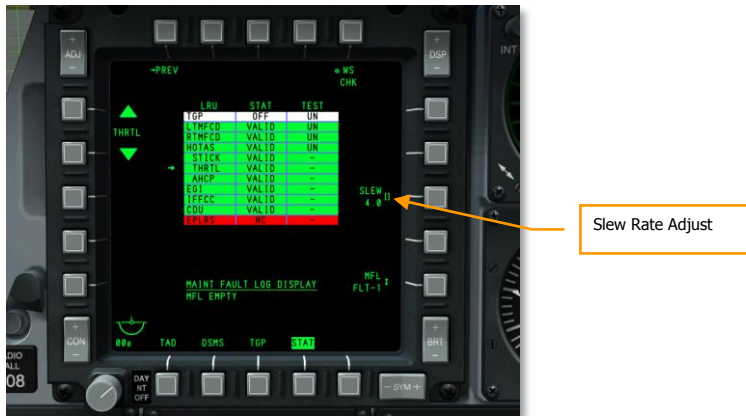 +
ADJ
-
+
DSP
-
INT
→PREV
WS
CHK
LRU STAT TEST
TGP OFF UN
LTMFCD VALID UN
RTMFCD VALID UN
HOTAS VALID UN
STICK VALID -
→ THRTL VALID -
AHCP VALID -
EGI VALID -
IFFCC VALID -
CDU VALID -
EPLRS NC -
THRTL
SLEW
4.0 []
Slew Rate Adjust
MAINT FAULT LOG DISPLAY
MFL EMPTY
MFL
FLT-1
TAD DSMS TGP STAT
+
CON
-
+
BRT
-
ALL
08
DAY
NT
OFF
- SYM +